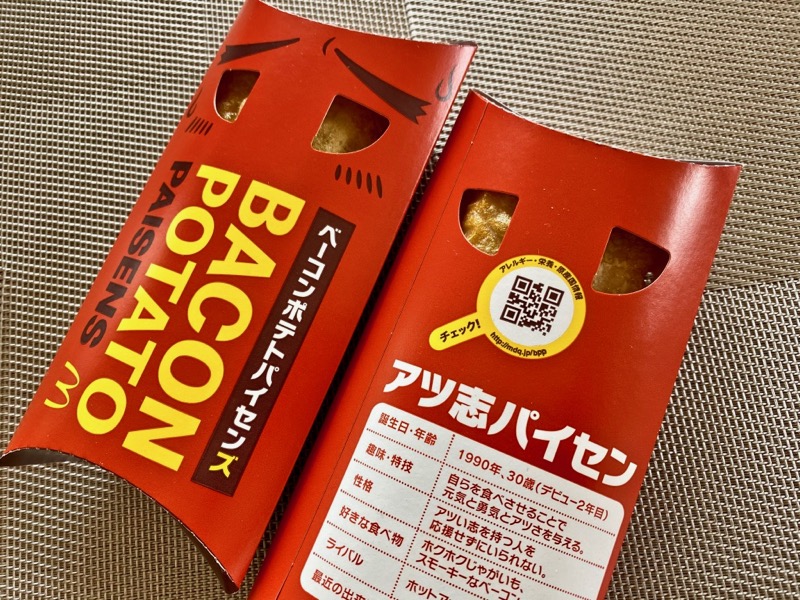 BACON
POTATO
PAISENS
ベーコンポテトパイセンズ
アレルギー・栄養・原産国情報
チェック!
http://mdq.jp/bpp
アツ志パイセン
誕生日・年齢
1990年、30歳(デビュー2年目)
趣味・特技
自らを食べさせることで
元気と勇気とアツさを与える。
性格
アツい志を持つ人を
応援せずにいられない。
好きな食べ物
ホクホクじゃがいも、
スモーキーなベーコン
ライバル
ホット
最近の出来